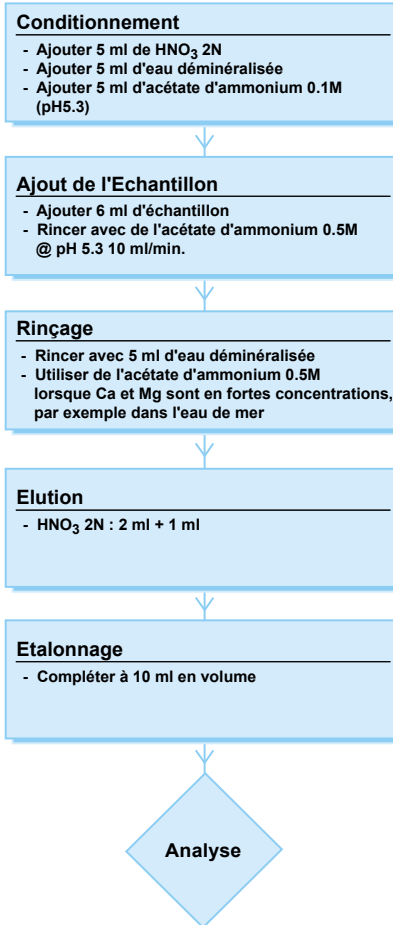 Conditionnement
- Ajouter 5 ml de HNO₃ 2N
- Ajouter 5 ml d'eau déminéralisée
- Ajouter 5 ml d'acétate d'ammonium 0.1M
(pH5.3)
Ajout de l'Echantillon
- Ajouter 6 ml d'échantillon
- Rincer avec de l'acétate d'ammonium 0.5M
@ pH 5.3 10 ml/min.
Rinçage
- Rincer avec 5 ml d'eau déminéralisée
- Utiliser de l'acétate d'ammonium 0.5M
lorsque Ca et Mg sont en fortes concentrations,
par exemple dans l'eau de mer
Elution
- HNO₃ 2N : 2 ml + 1 ml
Etalonnage
- Compléter à 10 ml en volume
Analyse